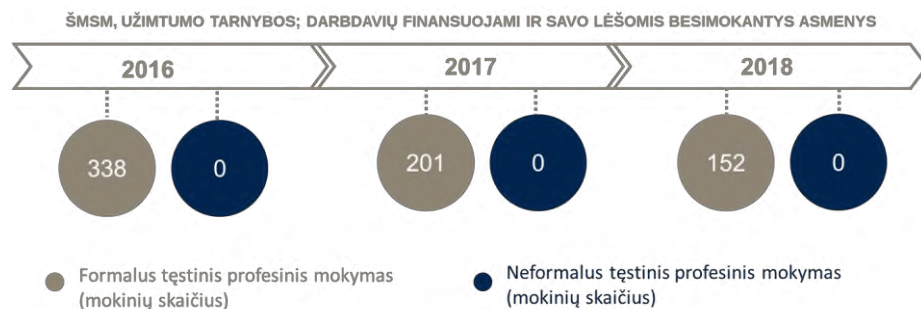 ŠMSM, UŽIMTUMO TARNYBOS; DARBDAVIŲ FINANSUOJAMI IR SAVO LĖŠOMIS BESIMOKANTYS ASMENYS
2016 2017 2018
338 0 201 0 152 0
Formalus tęstinis profesinis mokymas
(mokinių skaičius)
Neformalus tęstinis profesinis mokymas
(mokinių skaičius)